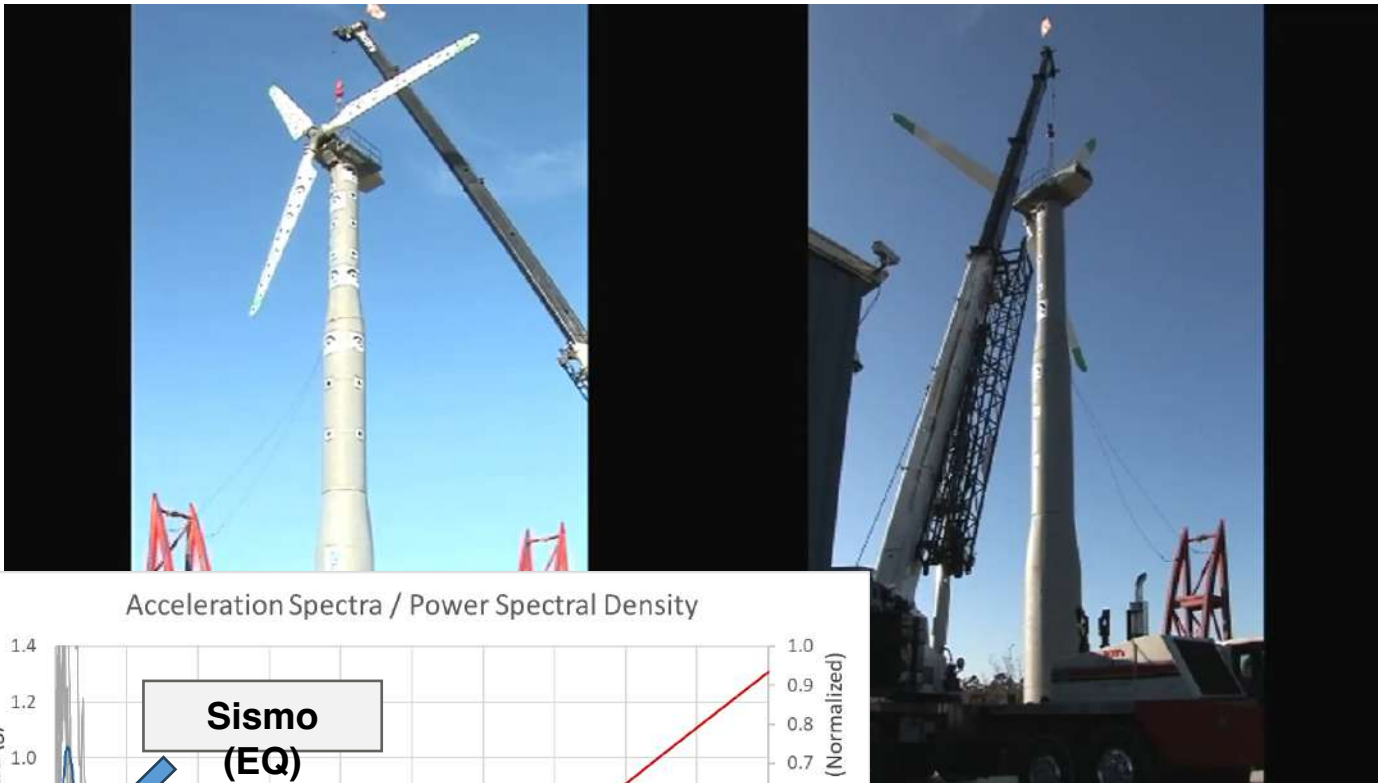 Acceleration Spectra / Power Spectral Density
1.4
1.2
1.0
Sismo
(EQ)
1.0
0.9
0.8
0.7
(Normalized)